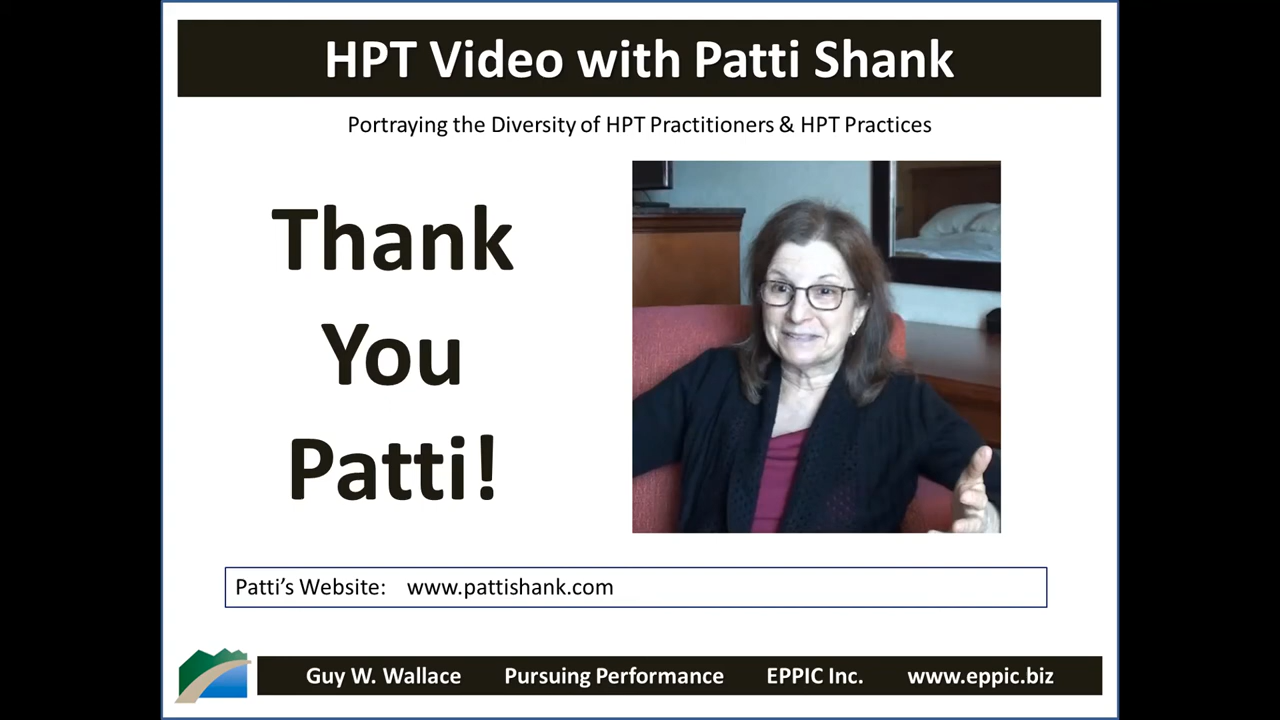 HPT Video with Patti Shank
Portraying the Diversity of HPT Practitioners & HPT Practices
Thank
You
Patti!
Patti’s Website: www.pattishank.com
Guy W. Wallace Pursuing Performance EPPIC Inc. www.eppic.biz